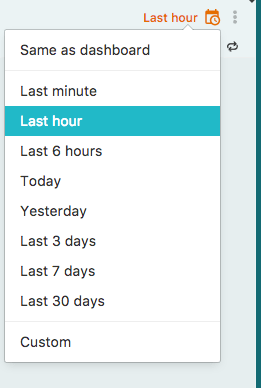 Last hour
Same as dashboard
Last minute
Last hour
Last 6 hours
Today
Yesterday
Last 3 days
Last 7 days
Last 30 days
Custom